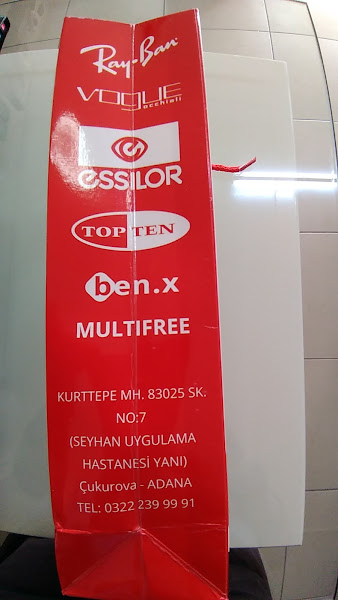 Ray-Ban
VOGUE
occhiali
essilor
TOP TEN
ben.x
MULTIFREE
KURTTEPE MH. 83025 SK.
NO:7
(SEYHAN UYGULAMA
HASTANESİ YANI)
Çukurova - ADANA
TEL: 0322 239 99 91